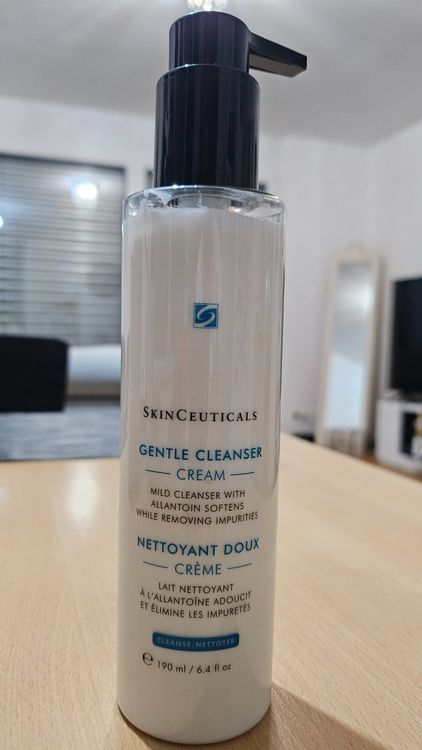 SKINCEUTICALS
GENTLE CLEANSER
CREAM
MILD CLEANSER WITH
ALLANTOIN SOFTENS
WHILE REMOVING IMPURITIES
NETTOYANT DOUX
CRÈME
LAIT NETTOYANT
À L'ALLANTOÏNE ADOUCIT
ET ÉLIMINE LES IMPURETÉS
CLEANSE/NETTOYER
℮ 190 ml / 6.4 fl oz